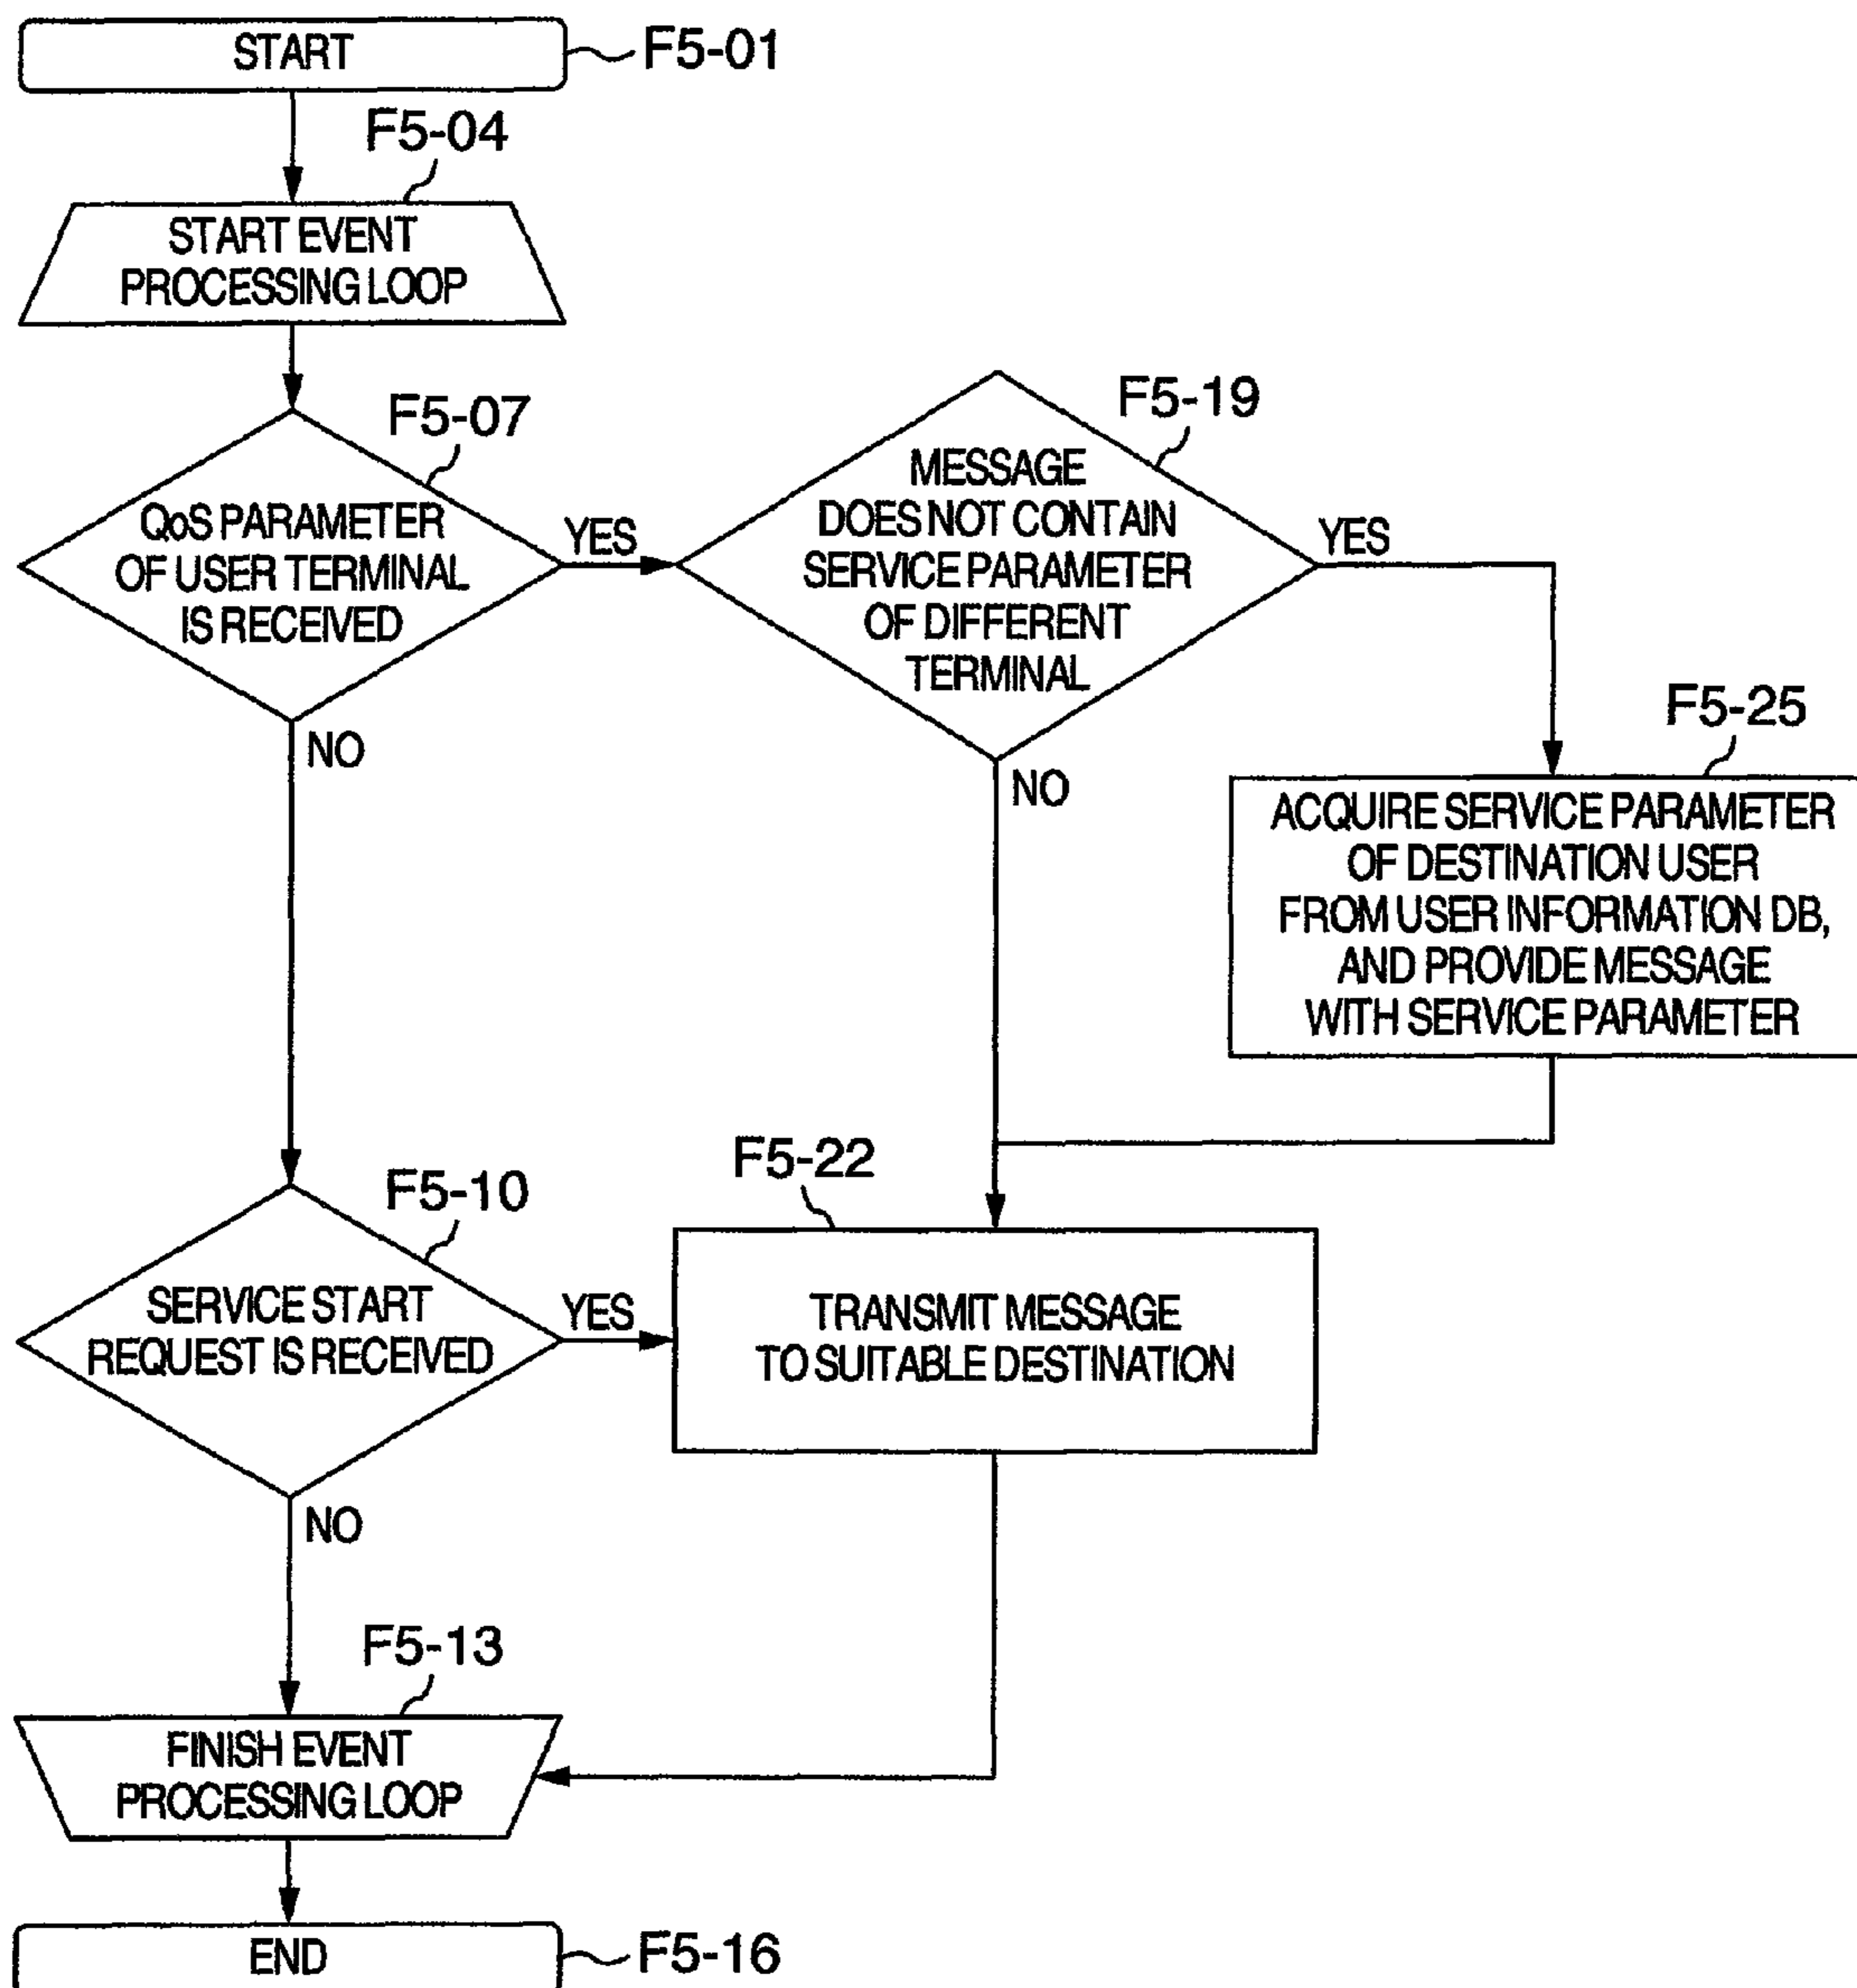 START
F5-01
F5-04
START EVENT
PROCESSING LOOP
F5-07
QoS PARAMETER
OF USER TERMINAL
IS RECEIVED
YES
NO
F5-19
MESSAGE
DOES NOT CONTAIN
SERVICE PARAMETER
OF DIFFERENT
TERMINAL
YES
NO
F5-25
ACQUIRE SERVICE PARAMETER
OF DESTINATION USER
FROM USER INFORMATION DB,
AND PROVIDE MESSAGE
WITH SERVICE PARAMETER
F5-10
SERVICE START
REQUEST IS RECEIVED
YES
NO
F5-22
TRANSMIT MESSAGE
TO SUITABLE DESTINATION
F5-13
FINISH EVENT
PROCESSING LOOP
END
F5-16